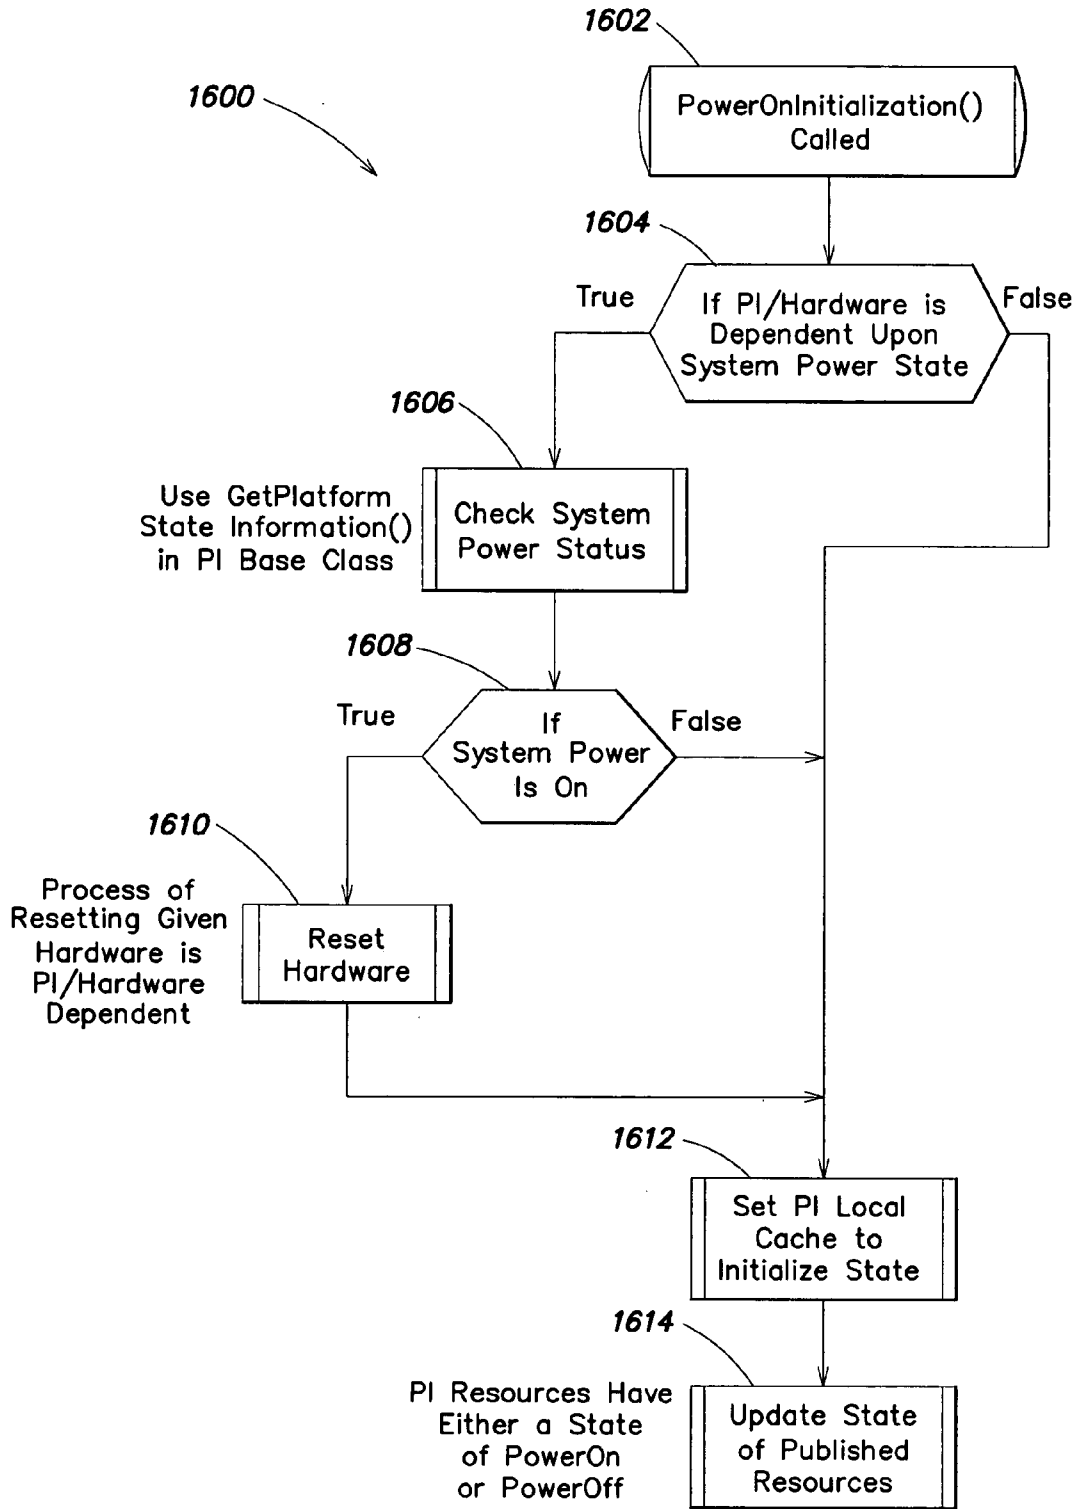 1602
1600
PowerOnInitialization()
Called
1604
True
False
If PI/Hardware is
Dependent Upon
System Power State
1606
Use GetPlatform
State Information()
in PI Base Class
Check System
Power Status
1608
True
False
If
System Power
Is On
1610
Process of
Resetting Given
Hardware is
PI/Hardware
Dependent
Reset
Hardware
1612
Set PI Local
Cache to
Initialize State
1614
PI Resources Have
Either a State
of PowerOn
or PowerOff
Update State
of Published
Resources